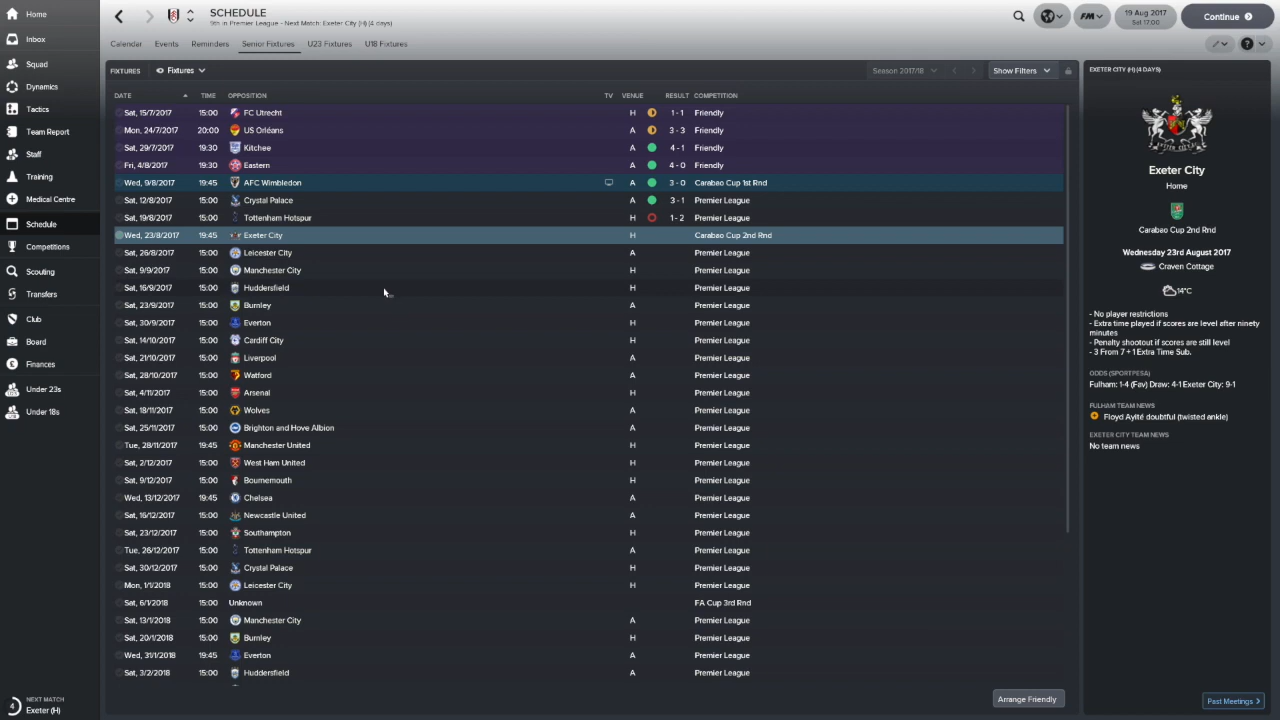 Home
Inbox
Squad
Dynamics
Tactics
Team Report
Staff
Training
Medical Centre
Schedule
Competitions
Scouting
Transfers
Club
Board
Finances
Under 23s
Under 18s
4 NEXT MATCH
Exeter (H)
SCHEDULE
9th in Premier League - Next Match: Exeter City (H) (4 days)
FM
19 Aug 2017
Sat 17:00
Continue
Calendar Events Reminders Senior Fixtures U23 Fixtures U18 Fixtures
?
FIXTURES Fixtures Season 2017/18 Show Filters
DATE TIME OPPOSITION TV VENUE RESULT COMPETITION
Sat, 15/7/2017 15:00 FC Utrecht H 1 - 1 Friendly
Mon, 24/7/2017 20:00 US Orléans A 3 - 3 Friendly
Sat, 29/7/2017 19:30 Kitchee A 4 - 1 Friendly
Fri, 4/8/2017 19:30 Eastern A 4 - 0 Friendly
Wed, 9/8/2017 19:45 AFC Wimbledon A 3 - 0 Carabao Cup 1st Rnd
Sat, 12/8/2017 15:00 Crystal Palace A 3 - 1 Premier League
Sat, 19/8/2017 15:00 Tottenham Hotspur H 1 - 2 Premier League
Wed, 23/8/2017 19:45 Exeter City H Carabao Cup 2nd Rnd
Sat, 26/8/2017 15:00 Leicester City A Premier League
Sat, 9/9/2017 15:00 Manchester City H Premier League
Sat, 16/9/2017 15:00 Huddersfield H Premier League
Sat, 23/9/2017 15:00 Burnley A Premier League
Sat, 30/9/2017 15:00 Everton H Premier League
Sat, 14/10/2017 15:00 Cardiff City H Premier League
Sat, 21/10/2017 15:00 Liverpool A Premier League
Sat, 28/10/2017 15:00 Watford A Premier League
Sat, 4/11/2017 15:00 Arsenal H Premier League
Sat, 18/11/2017 15:00 Wolves A Premier League
Sat, 25/11/2017 15:00 Brighton and Hove Albion A Premier League
Tue, 28/11/2017 19:45 Manchester United H Premier League
Sat, 2/12/2017 15:00 West Ham United H Premier League
Sat, 9/12/2017 15:00 Bournemouth H Premier League
Wed, 13/12/2017 19:45 Chelsea A Premier League
Sat, 16/12/2017 15:00 Newcastle United A Premier League
Sat, 23/12/2017 15:00 Southampton H Premier League
Tue, 26/12/2017 15:00 Tottenham Hotspur A Premier League
Sat, 30/12/2017 15:00 Crystal Palace H Premier League
Mon, 1/1/2018 15:00 Leicester City H Premier League
Sat, 6/1/2018 15:00 Unknown FA Cup 3rd Rnd
Sat, 13/1/2018 15:00 Manchester City A Premier League
Sat, 20/1/2018 15:00 Burnley H Premier League
Wed, 31/1/2018 19:45 Everton A Premier League
Sat, 3/2/2018 15:00 Huddersfield A Premier League
Arrange Friendly
EXETER CITY (H) (4 DAYS)
EXETER CITY
Exeter City
Home
Carabao Cup 2nd Rnd
Wednesday 23rd August 2017
Craven Cottage
14°C
- No player restrictions
- Extra time played if scores are level after ninety
minutes
- Penalty shootout if scores are still level
- 3 From 7 + 1 Extra Time Sub.
ODDS (SPORTPESA)
Fulham: 1-4 (Fav) Draw: 4-1 Exeter City: 9-1
FULHAM TEAM NEWS
Floyd Ayité doubtful (twisted ankle)
EXETER CITY TEAM NEWS
No team news
Past Meetings